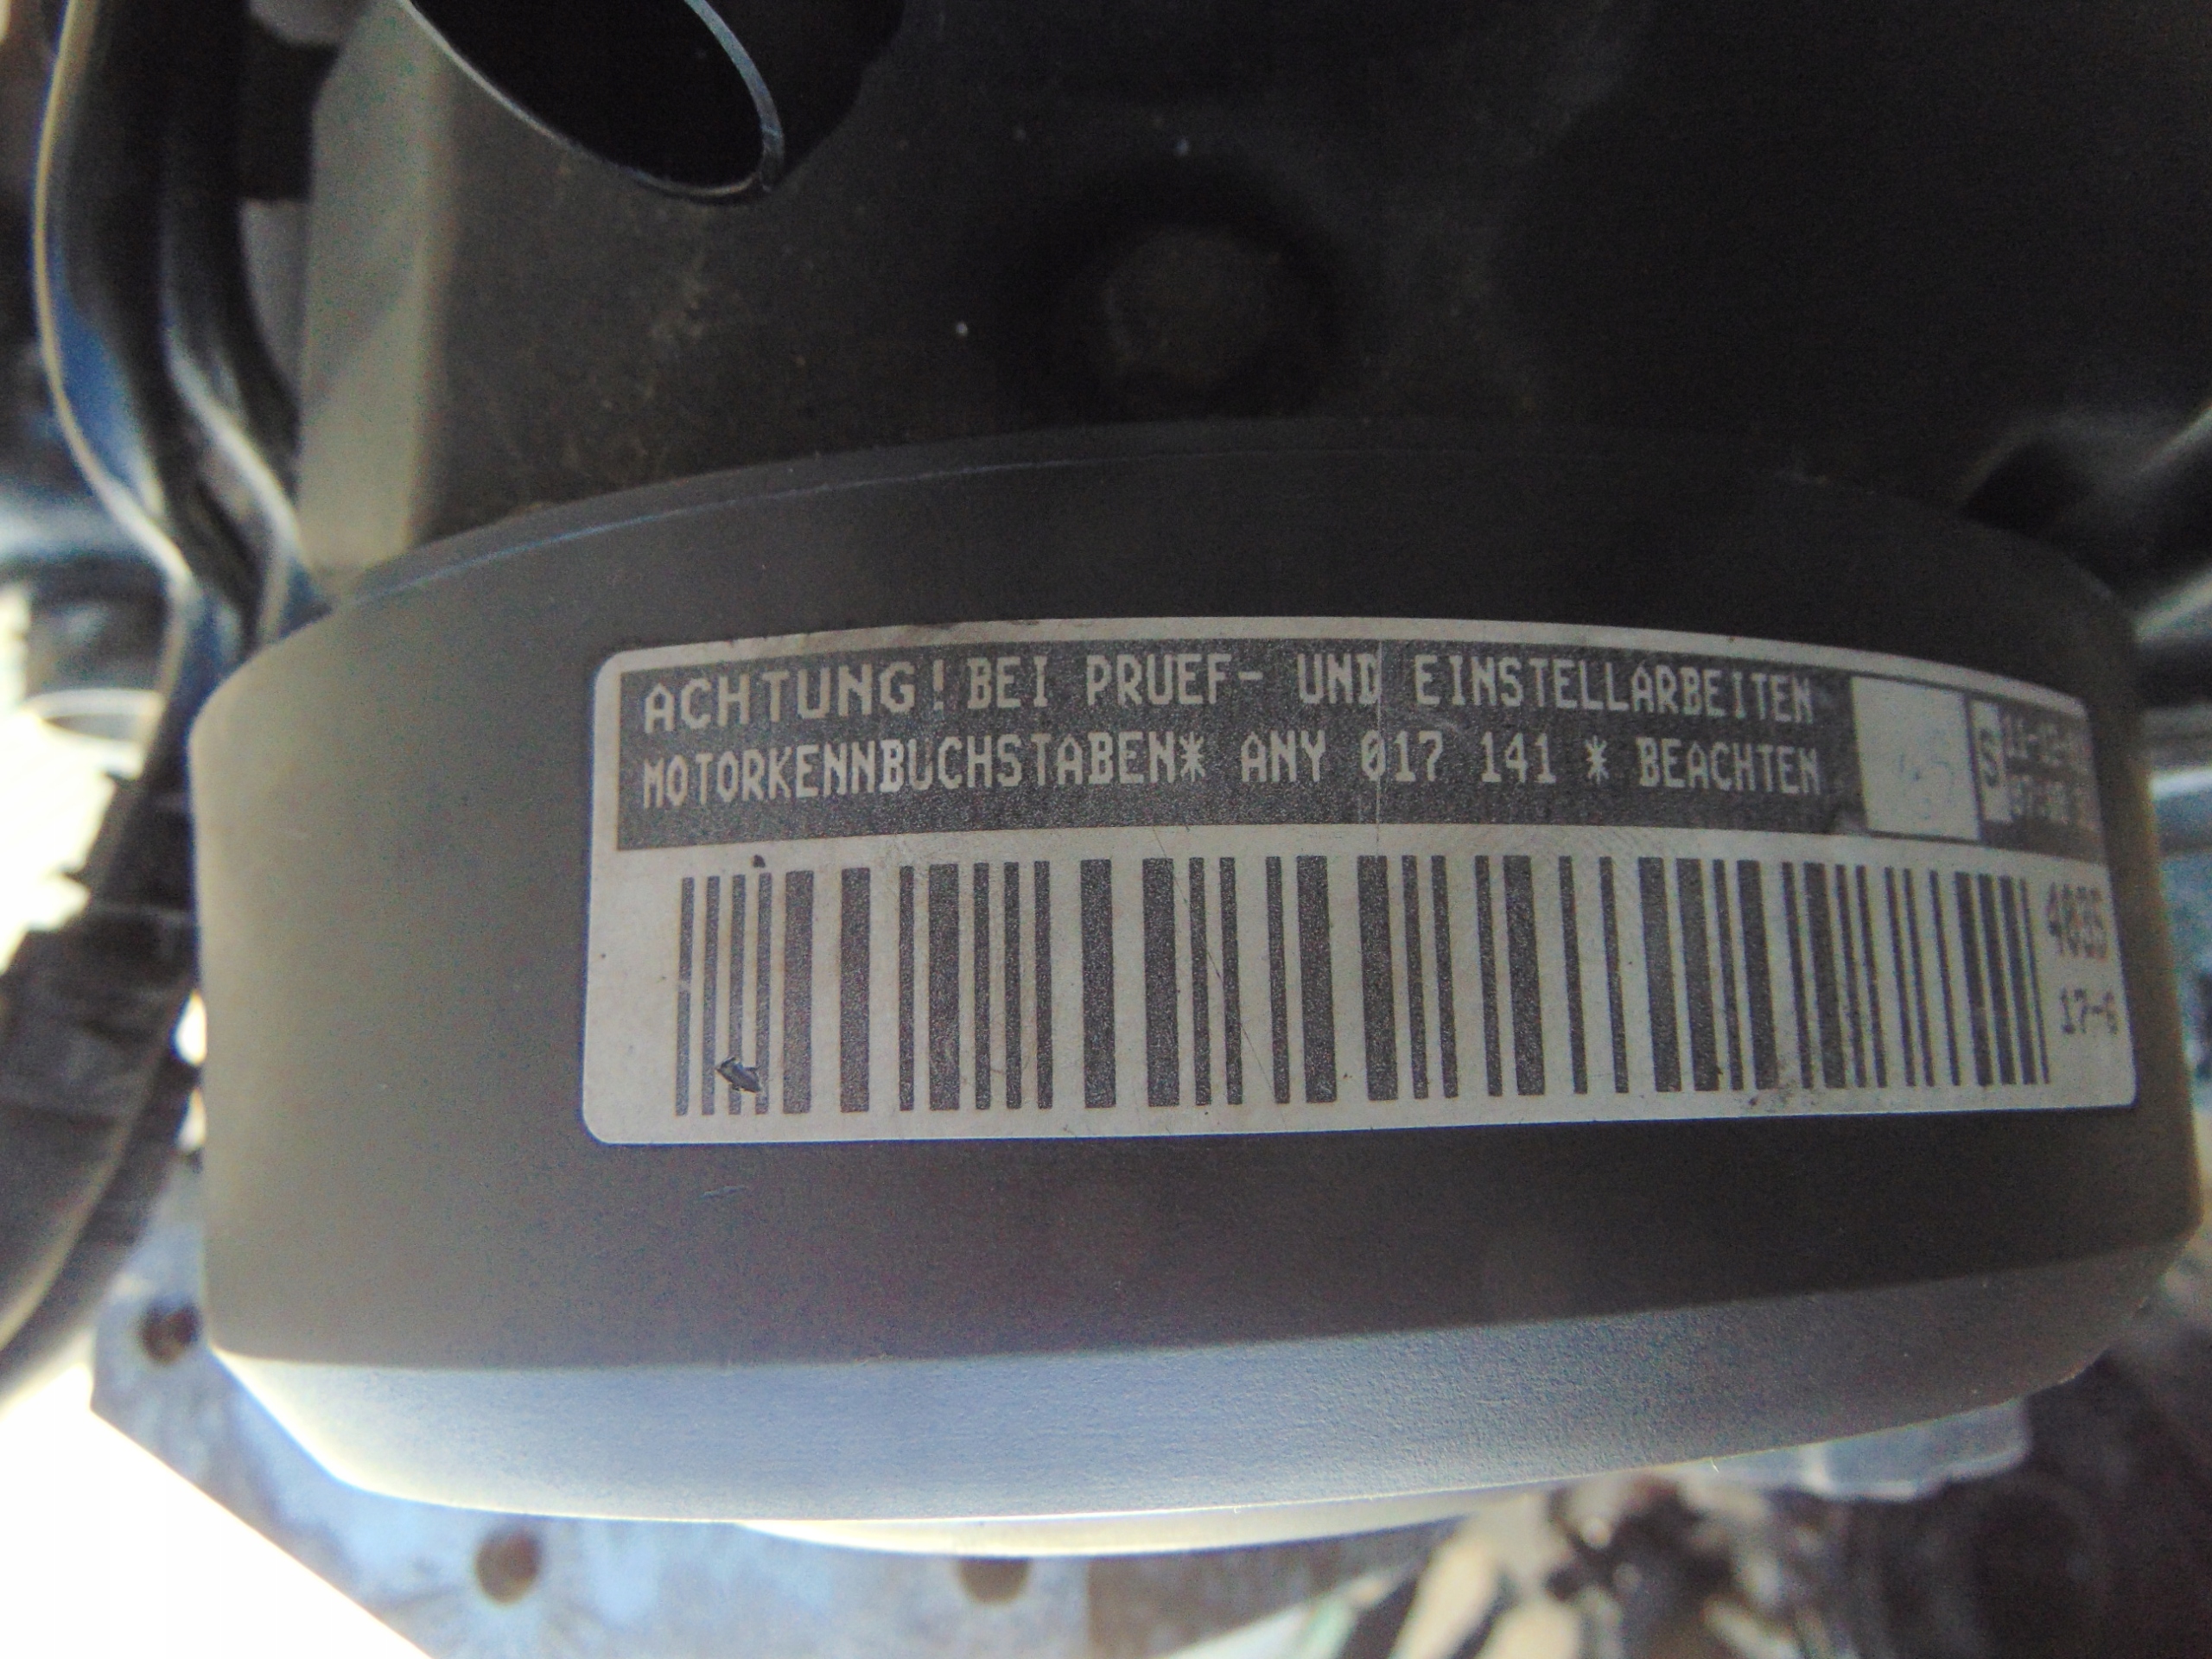 ACHTUNG! BEI PRUEF- UND EINSTELLARBEITEN
MOTORKENNBUCHSTABEN* ANY 017 141 * BEACHTEN
S
4035
17-6